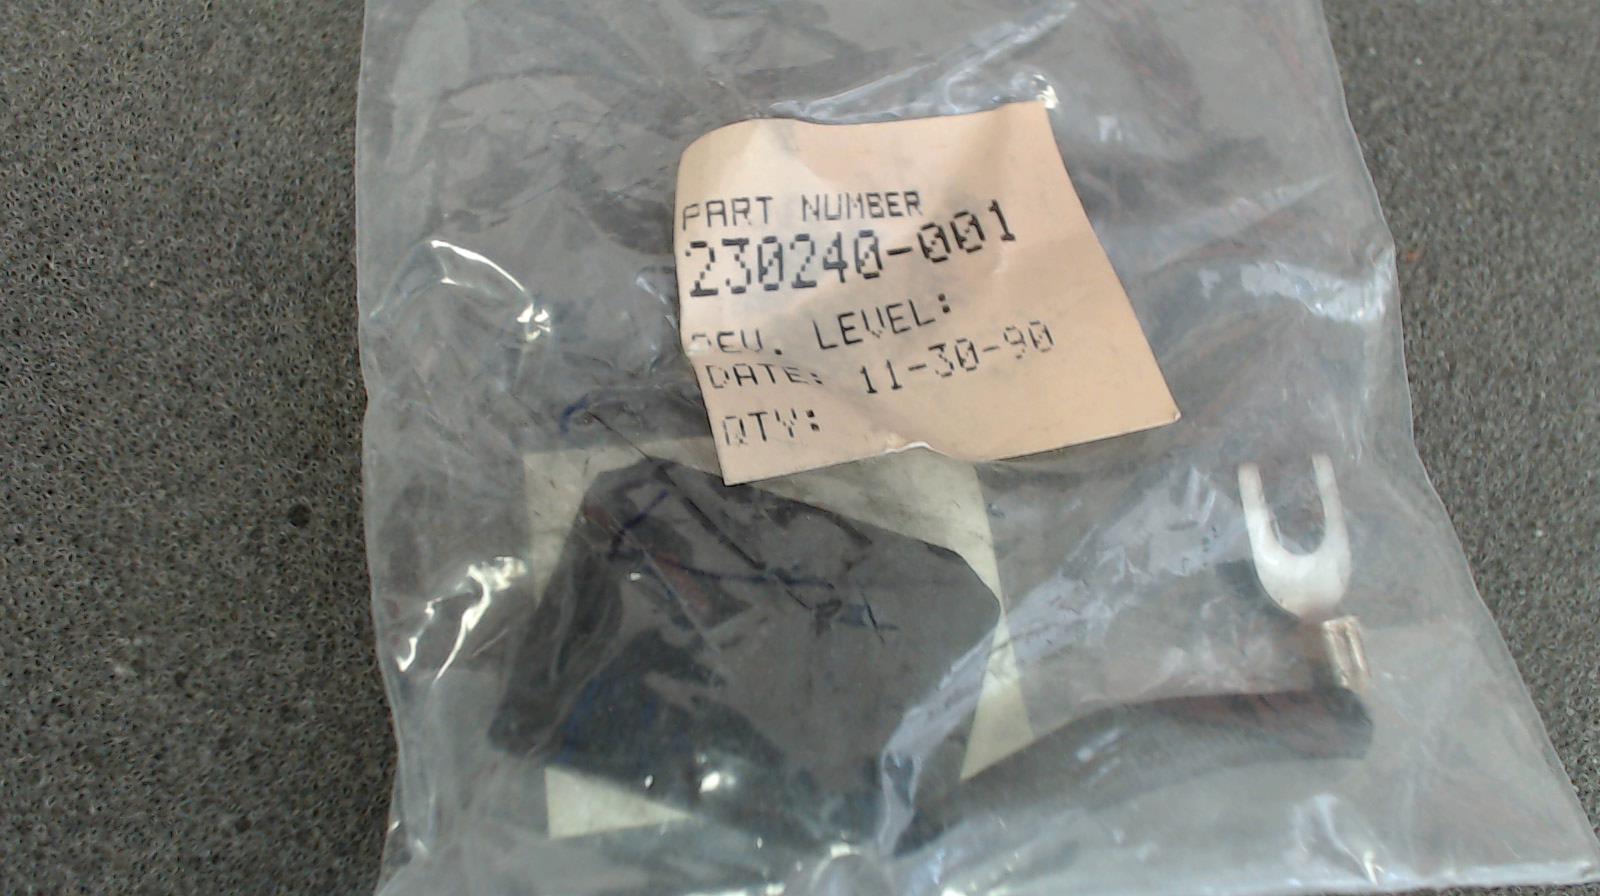 PART NUMBER
230240-001
REV. LEVEL:
DATE: 11-30-90
QTY: